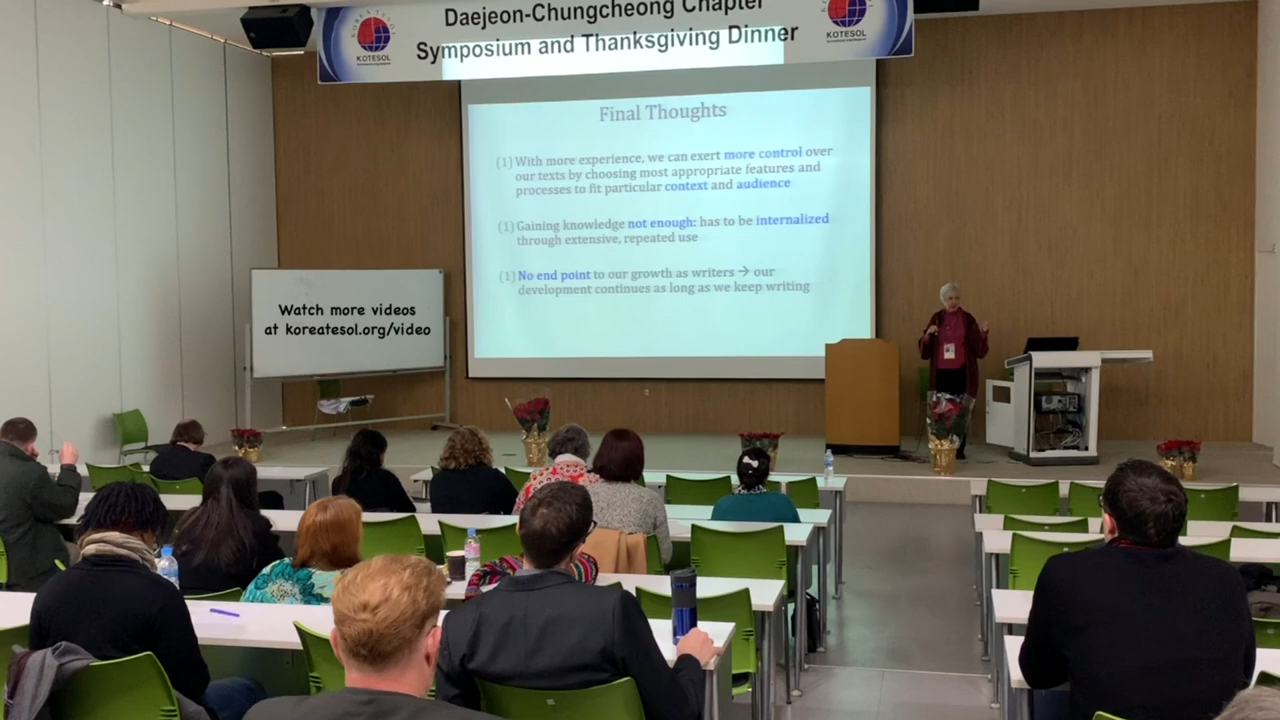 Daejeon-Chungcheong Chapter
Symposium and Thanksgiving Dinner
KOTESOL
KOTESOL
Final Thoughts
(1) With more experience, we can exert more control over
our texts by choosing most appropriate features and
processes to fit particular context and audience
(1) Gaining knowledge not enough: has to be internalized
through extensive, repeated use
(1) No end point to our growth as writers → our
development continues as long as we keep writing
Watch more videos
at koreatesol.org/video